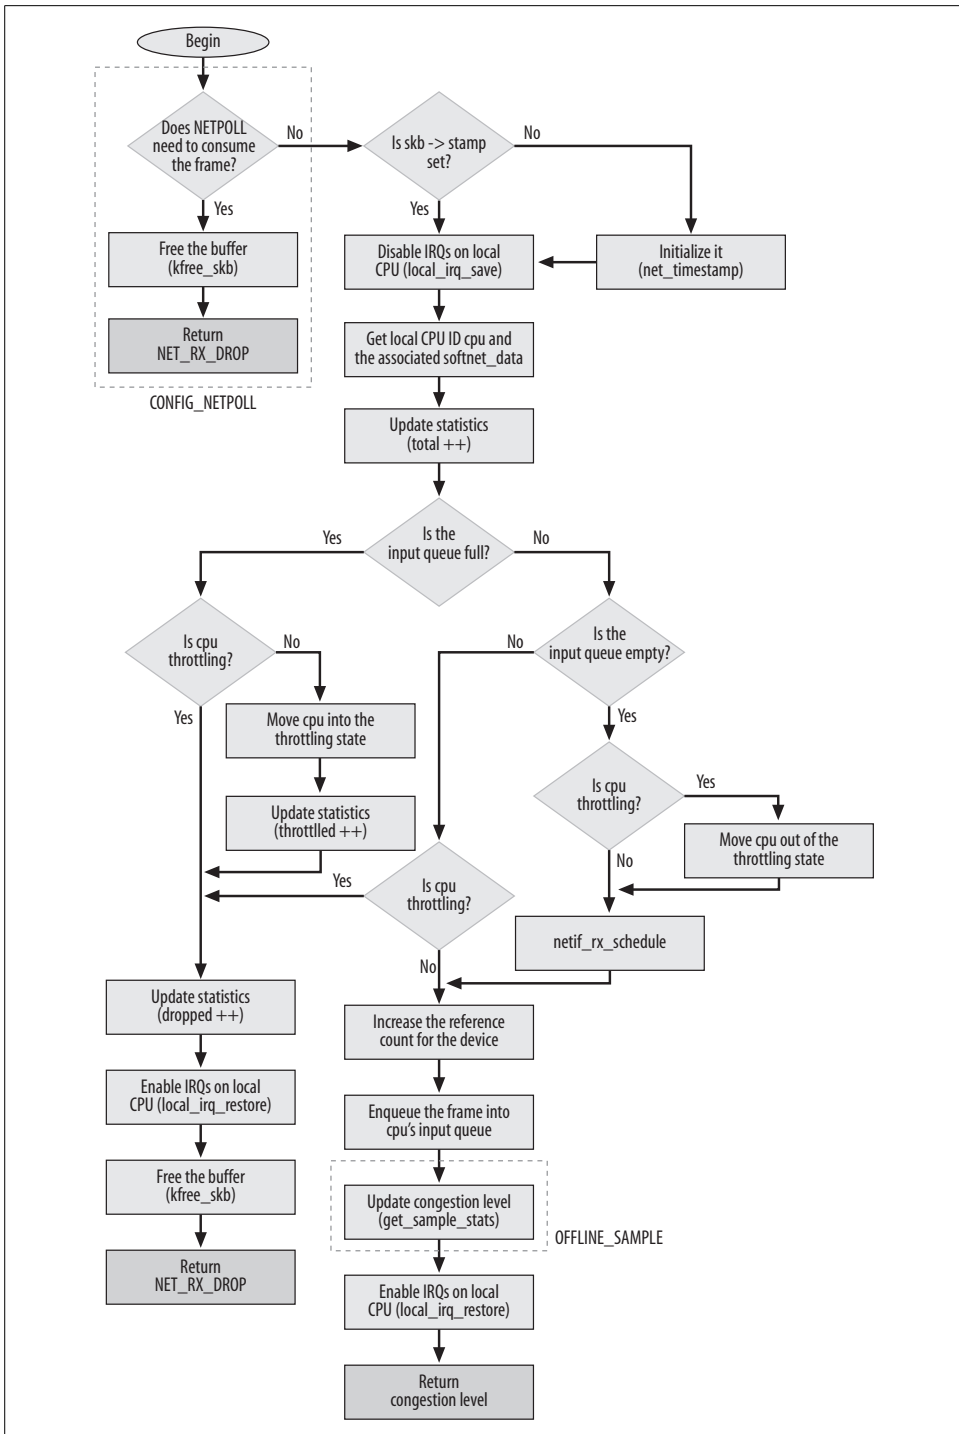 Begin
Does NETPOLL
need to consume
the frame?
No
Is skb -> stamp
set?
No
Yes
Yes
Free the buffer
(kfree_skb)
Disable IRQs on local
CPU (local_irq_save)
Initialize it
(net_timestamp)
Return
NET_RX_DROP
Get local CPU ID cpu and
the associated softnet_data
CONFIG_NETPOLL
Update statistics
(total ++)
Is the
input queue full?
Yes
No
Is cpu
throttling?
No
No
Is the
input queue empty?
Yes
Move cpu into the
throttling state
Yes
Is cpu
throttling?
Yes
Update statistics
(throttlled ++)
Move cpu out of the
throttling state
Yes
Is cpu
throttling?
No
netif_rx_schedule
No
Update statistics
(dropped ++)
Increase the reference
count for the device
Enable IRQs on local
CPU (local_irq_restore)
Enqueue the frame into
cpu's input queue
Free the buffer
(kfree_skb)
Update congestion level
(get_sample_stats)
OFFLINE_SAMPLE
Return
NET_RX_DROP
Enable IRQs on local
CPU (local_irq_restore)
Return
congestion level